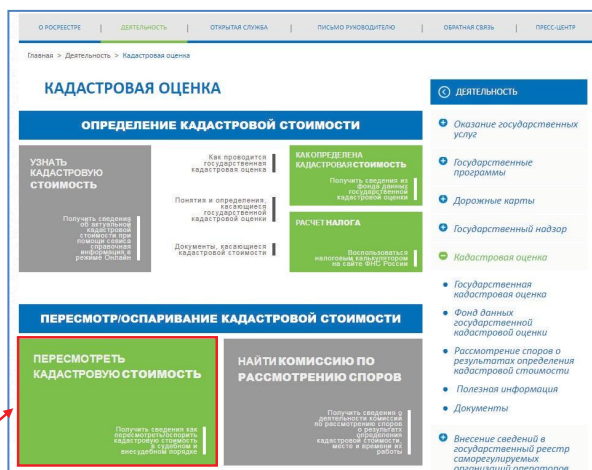 О РОСРЕЕСТРЕ | ДЕЯТЕЛЬНОСТЬ | ОТКРЫТАЯ СЛУЖБА | ПИСЬМО РУКОВОДИТЕЛЮ | ОБРАТНАЯ СВЯЗЬ | ПРЕСС-ЦЕНТР
Главная > Деятельность > Кадастровая оценка
КАДАСТРОВАЯ ОЦЕНКА
ОПРЕДЕЛЕНИЕ КАДАСТРОВОЙ СТОИМОСТИ
УЗНАТЬ
КАДАСТРОВУЮ
СТОИМОСТЬ
Получить сведения
об актуальной
кадастровой
стоимости при
помощи
справочная
информация в
режиме Онлайн
Как проводится
государственная
кадастровая оценка
Понятия и определения,
касающиеся
государственной
кадастровой оценки
Документы, касающиеся
кадастровой стоимости
КАК ОПРЕДЕЛЕНА
КАДАСТРОВАЯ СТОИМОСТЬ
Получить сведения из
фонда данных
государственной
кадастровой оценки
РАСЧЕТ НАЛОГА
Воспользоваться
налоговым калькулятором
на сайте ФНС России
ПЕРЕСМОТР/ОСПАРИВАНИЕ КАДАСТРОВОЙ СТОИМОСТИ
ПЕРЕСМОТРЕТЬ
КАДАСТРОВУЮ СТОИМОСТЬ
Получить сведения как
пересмотреть/оспорить
кадастровую стоимость
в судебном и
внесудебном порядке
НАЙТИ КОМИССИЮ ПО
РАССМОТРЕНИЮ СПОРОВ
Получить сведения о
деятельности комиссий
по рассмотрению споров
о результатах
определения
кадастровой стоимости,
место и времени их
работы
ДЕЯТЕЛЬНОСТЬ
Оказание государственных
услуг
Государственные
программы
Дорожные карты
Государственный надзор
Кадастровая оценка
Государственная
кадастровая оценка
Фонд данных
государственной
кадастровой оценки
Рассмотрение споров о
результатах определения
кадастровой стоимости
Полезная информация
Документы
Внесение сведений в
государственный реестр
саморегулируемых
организаций операторов